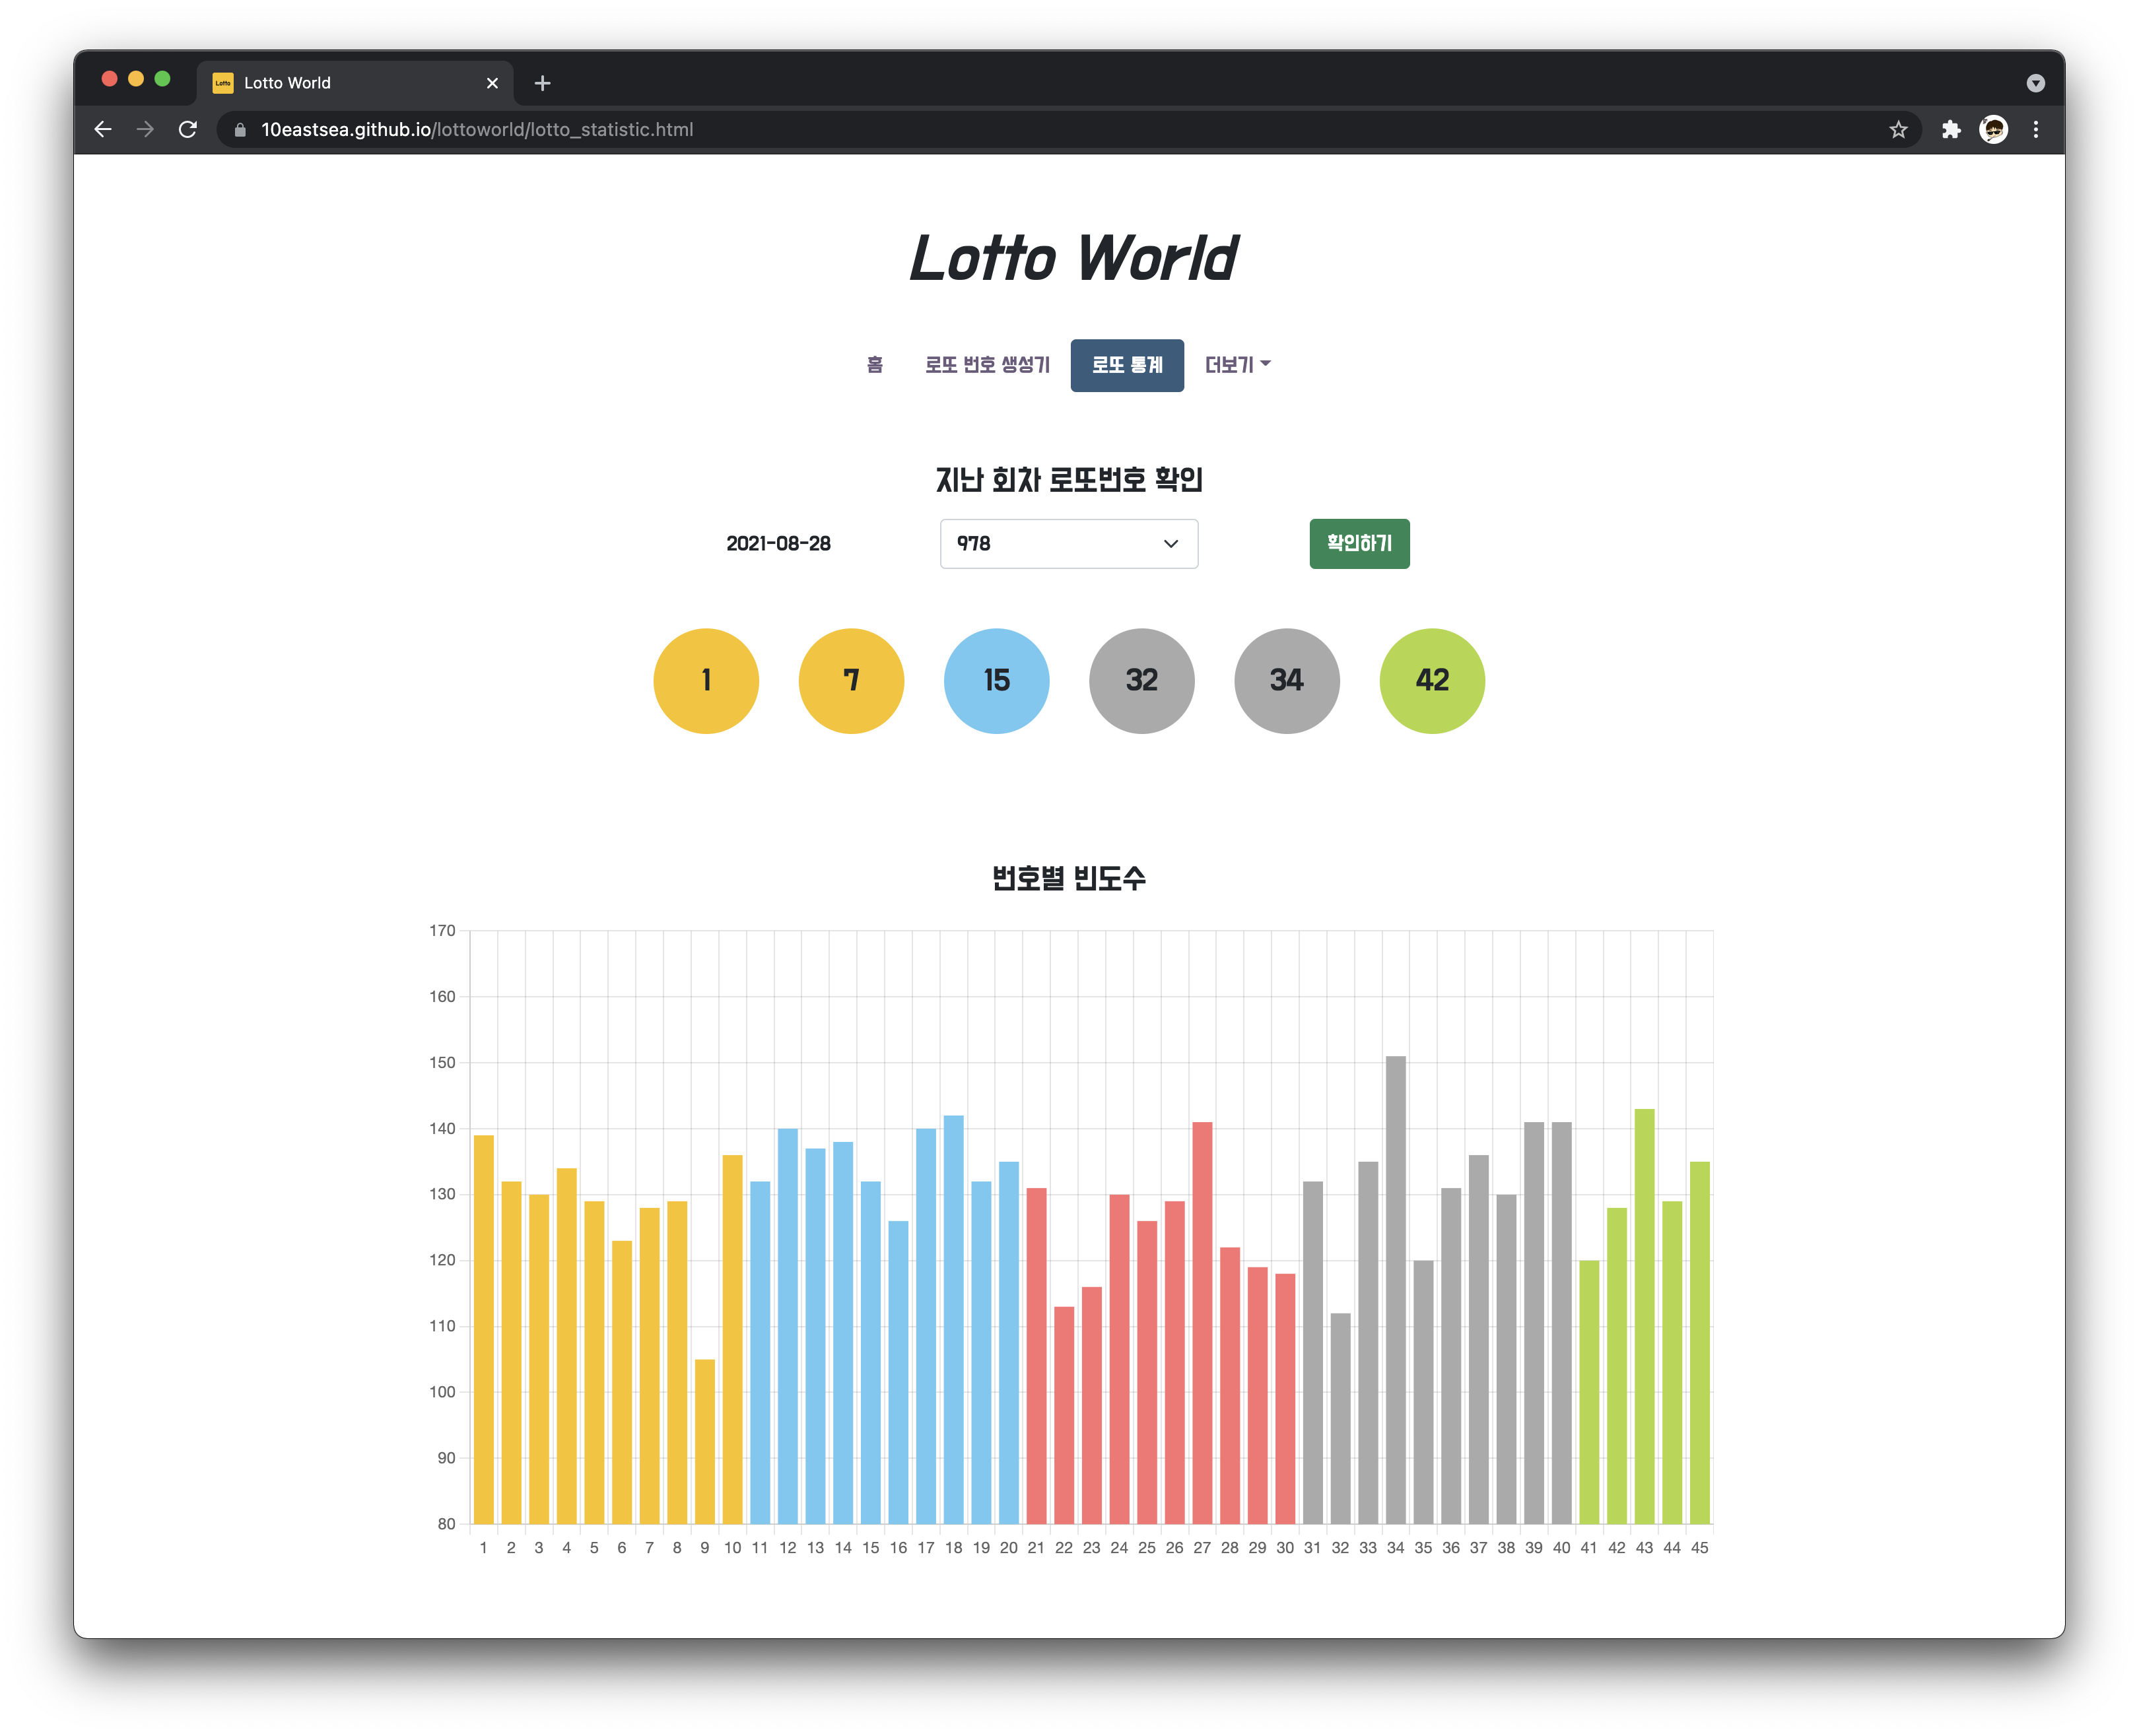 Lotto Lotto World
10eastsea.github.io/lottoworld/lotto_statistic.html
Lotto World
홈 로또 번호 생성기 로또 통계 더보기
지난 회차 로또번호 확인
2021-08-28 978 확인하기
1 7 15 32 34 42
번호별 빈도수
170
160
150
140
130
120
110
100
90
80
1 2 3 4 5 6 7 8 9 10 11 12 13 14 15 16 17 18 19 20 21 22 23 24 25 26 27 28 29 30 31 32 33 34 35 36 37 38 39 40 41 42 43 44 45